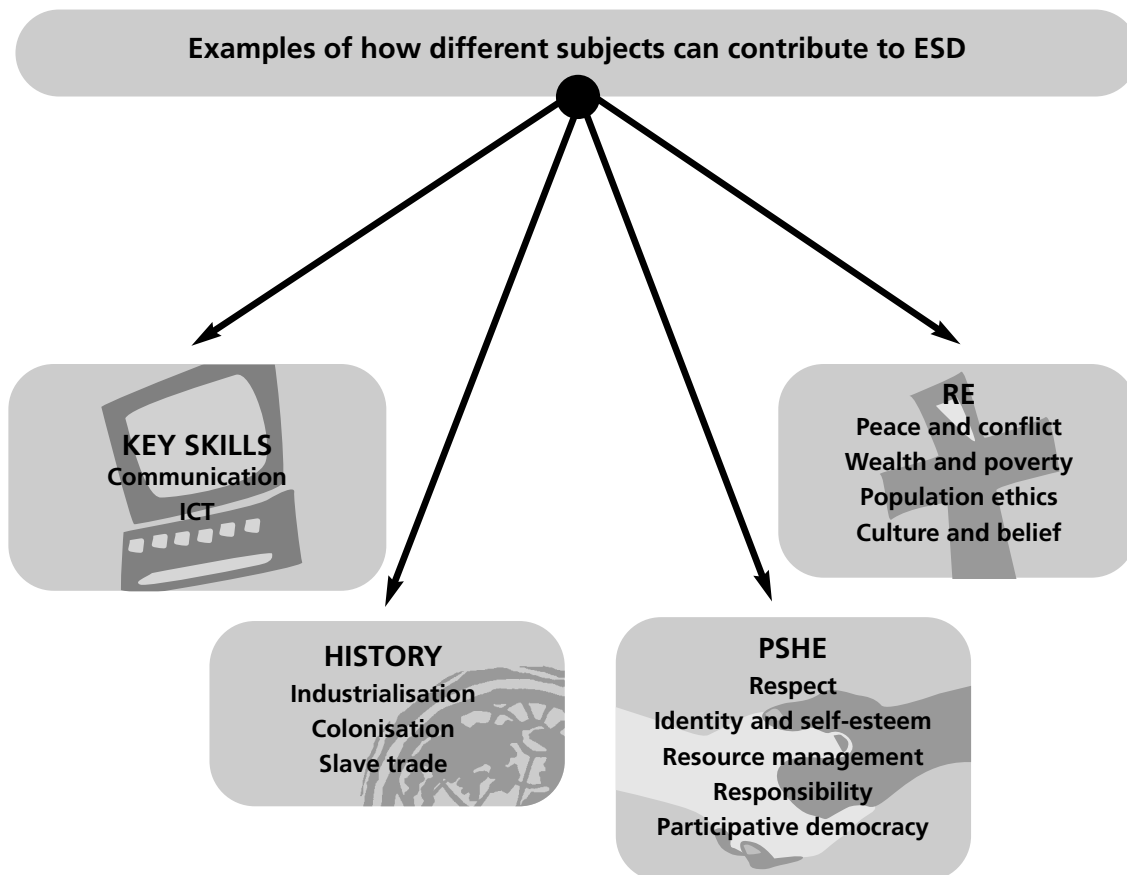 Examples of how different subjects can contribute to ESD
KEY SKILLS
Communication
ICT
HISTORY
Industrialisation
Colonisation
Slave trade
PSHE
Respect
Identity and self-esteem
Resource management
Responsibility
Participative democracy
RE
Peace and conflict
Wealth and poverty
Population ethics
Culture and belief